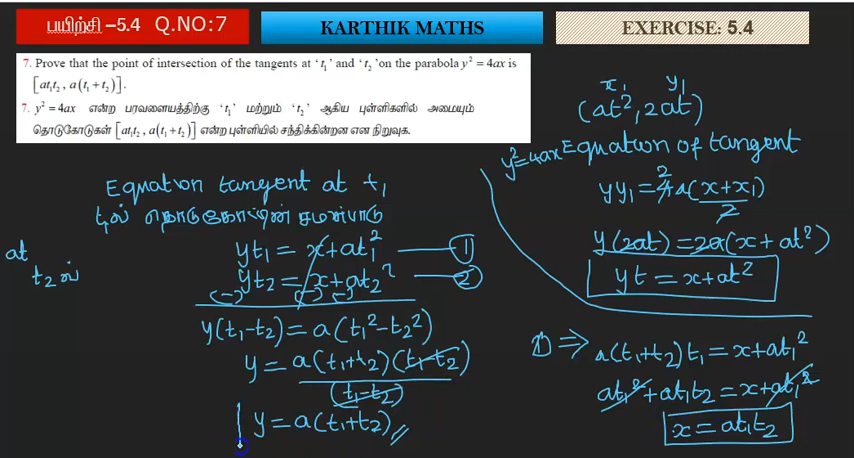 பயிற்சி –5.4 Q.NO:7
KARTHIK MATHS
EXERCISE: 5.4
7. Prove that the point of intersection of the tangents at ‘t₁’ and ‘t₂’ on the parabola y² = 4ax is
[at₁t₂ , a(t₁+t₂)].
7. y² = 4ax என்ற பரவளையத்திற்கு ‘t₁’ மற்றும் ‘t₂’ ஆகிய புள்ளிகளில் அமையும்
தொடுகோடுகள் [at₁t₂ , a(t₁+t₂)] என்ற புள்ளியில் சந்திக்கின்றன என நிறுவுக.
x₁ y₁
(at², 2at)
y²=4ax Equation of tangent
yy₁ = 4a(x+x₁)/2
2
y(2at) = 2a(x+at²)
yt = x+at²
Equation tangent at t₁
இல் தொடுகோட்டின் சமன்பாடு
yt₁ = x+at₁² — ①
at
t₂ல்
yt₂ = x+at₂² — ②
(−) (−) (−)
y(t₁−t₂) = a(t₁²−t₂²)
y = a(t₁+t₂)(t₁−t₂)
(t₁−t₂)
y = a(t₁+t₂)
① ⇒ a(t₁+t₂)t₁ = x+at₁²
at₁²+at₁t₂ = x+at₁²
x = at₁t₂